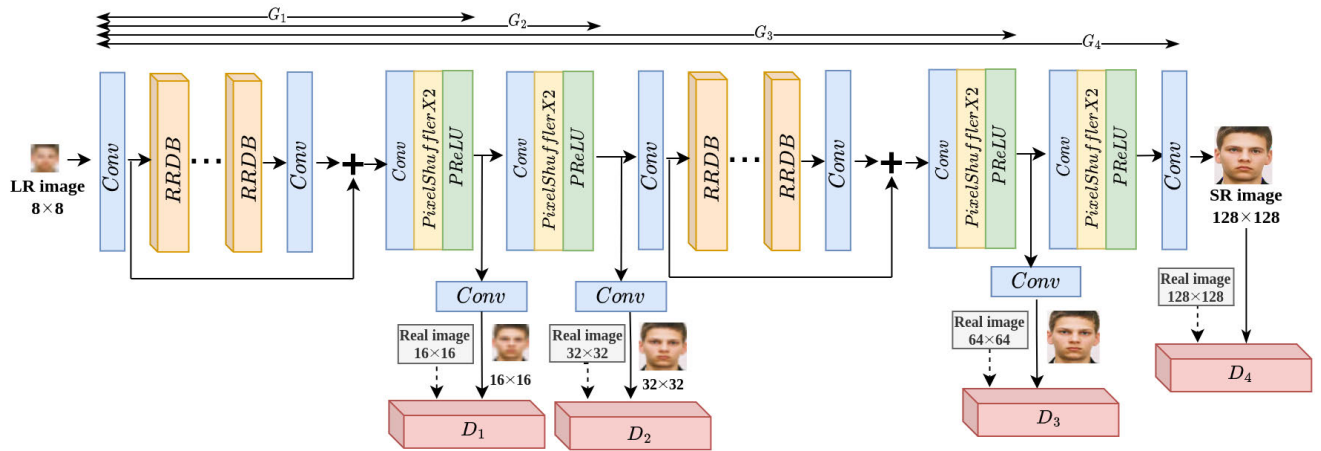 G₁
G₂
G₃
G₄
LR image
8×8
Conv
RRDB
...
RRDB
Conv
+
Conv
PixelShufflerX2
PReLU
Conv
PixelShufflerX2
PReLU
Conv
RRDB
...
RRDB
Conv
+
Conv
PixelShufflerX2
PReLU
Conv
PixelShufflerX2
PReLU
Conv
SR image
128×128
Conv
Real image
16×16
16×16
D₁
Conv
Real image
32×32
32×32
D₂
Conv
Real image
64×64
D₃
Real image
128×128
D₄